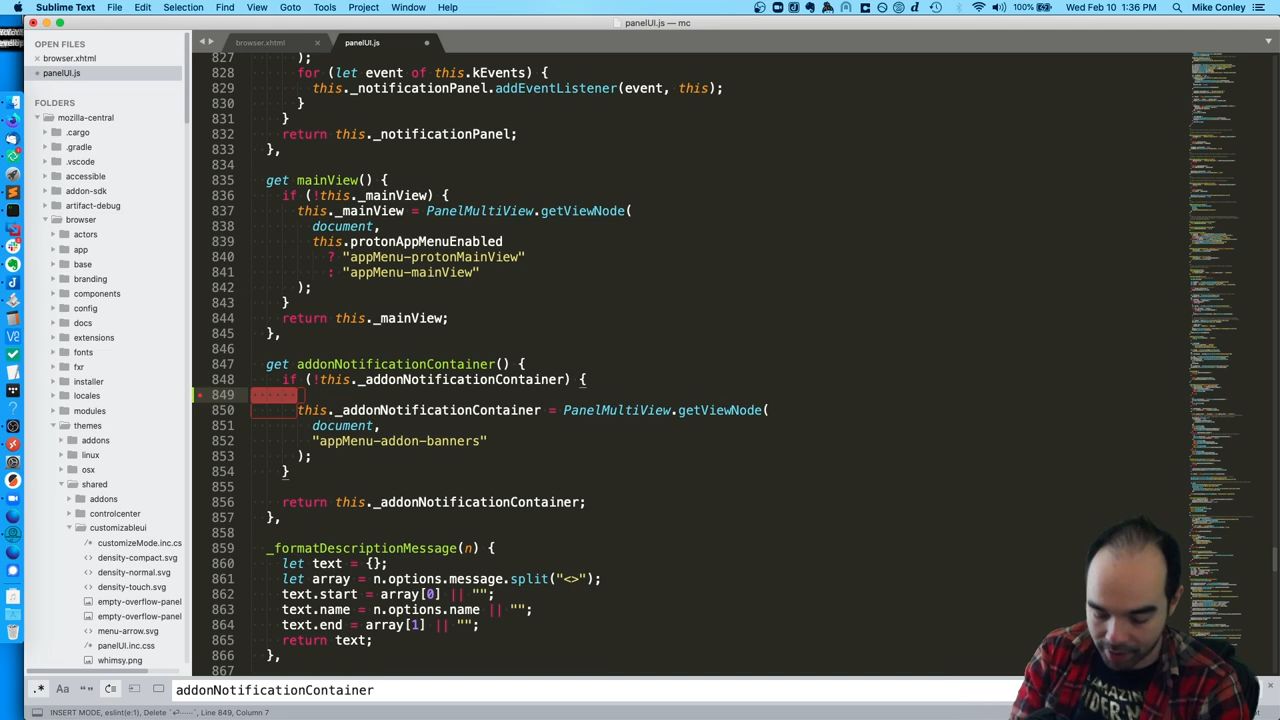 Sublime Text File Edit Selection Find View Goto Tools Project Window Help 100% Wed Feb 10 1:36 PM Mike Conley
panelUI.js — mc
OPEN FILES
browser.xhtml
panelUI.js
FOLDERS
mozilla-central
.cargo
.gradle
.vscode
accessible
addon-sdk
artifact-debug
browser
actors
app
base
branding
components
config
docs
extensions
fonts
fxr
installer
locales
modules
themes
addons
linux
osx
shared
addons
controlcenter
customizableui
customizeMode.inc.cs
density-compact.svg
density-normal.svg
density-touch.svg
empty-overflow-panel
empty-overflow-panel
menu-arrow.svg
panelUI.inc.css
whimsy.png
browser.xhtml panelUI.js
827 );
828 for (let event of this.kEvents) {
829 this._notificationPanel.addEventListener(event, this);
830 }
831 }
832 return this._notificationPanel;
833 },
834
835 get mainView() {
836 if (!this._mainView) {
837 this._mainView = PanelMultiView.getViewNode(
838 document,
839 this.protonAppMenuEnabled
840 ? "appMenu-protonMainView"
841 : "appMenu-mainView"
842 );
843 }
844 return this._mainView;
845 },
846
847 get addonNotificationContainer() {
848 if (!this._addonNotificationContainer) {
849
850 this._addonNotificationContainer = PanelMultiView.getViewNode(
851 document,
852 "appMenu-addon-banners"
853 );
854 }
855
856 return this._addonNotificationContainer;
857 },
858
859 _formatDescriptionMessage(n) {
860 let text = {};
861 let array = n.options.message.split("<>");
862 text.start = array[0] || "";
863 text.name = n.options.name || "";
864 text.end = array[1] || "";
865 return text;
866 },
867
.* Aa “” addonNotificationContainer
INSERT MODE, eslint(e:1), Delete "⏎······", Line 849, Column 7